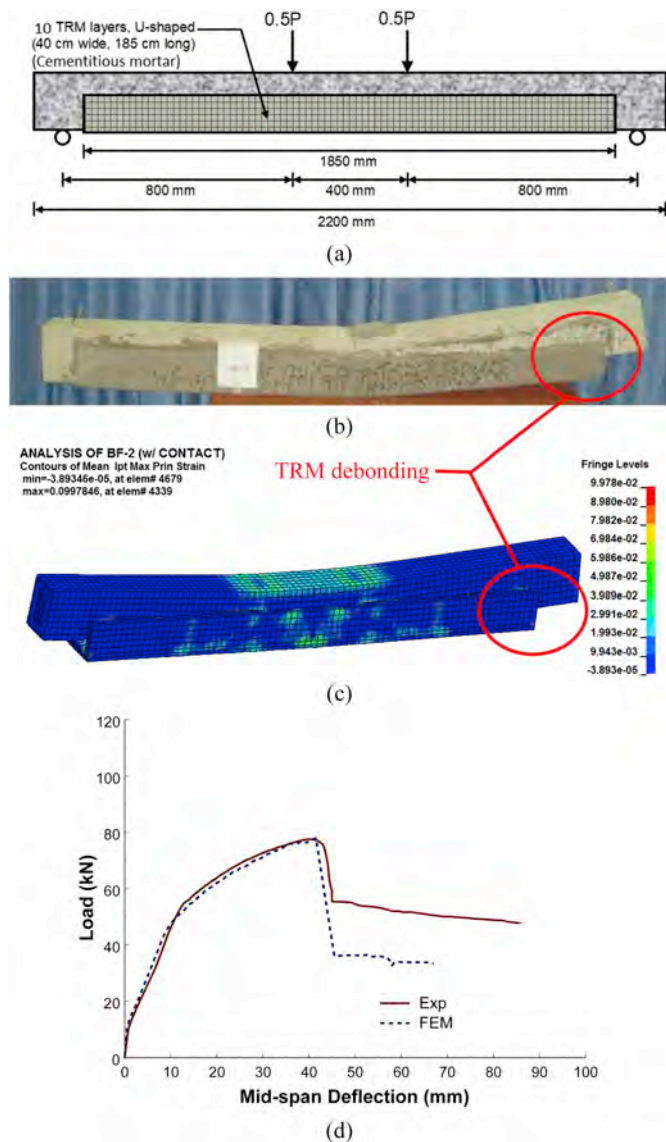 0.5P 0.5P
10 TRM layers, U-shaped
(40 cm wide, 185 cm long)
(Cementitious mortar)
1850 mm
800 mm 400 mm 800 mm
2200 mm
(a)
(b)
ANALYSIS OF BF-2 (w/ CONTACT)
Contours of Mean Ipt Max Prin Strain
min=-3.89346e-05, at elem# 4679
max=0.0997846, at elem# 4339
TRM debonding
Fringe Levels
9.978e-02
8.980e-02
7.982e-02
6.984e-02
5.986e-02
4.987e-02
3.989e-02
2.991e-02
1.993e-02
9.943e-03
-3.893e-05
(c)
120
100
80
60
40
20
0
Load (kN)
Exp
FEM
0 10 20 30 40 50 60 70 80 90 100
Mid-span Deflection (mm)
(d)